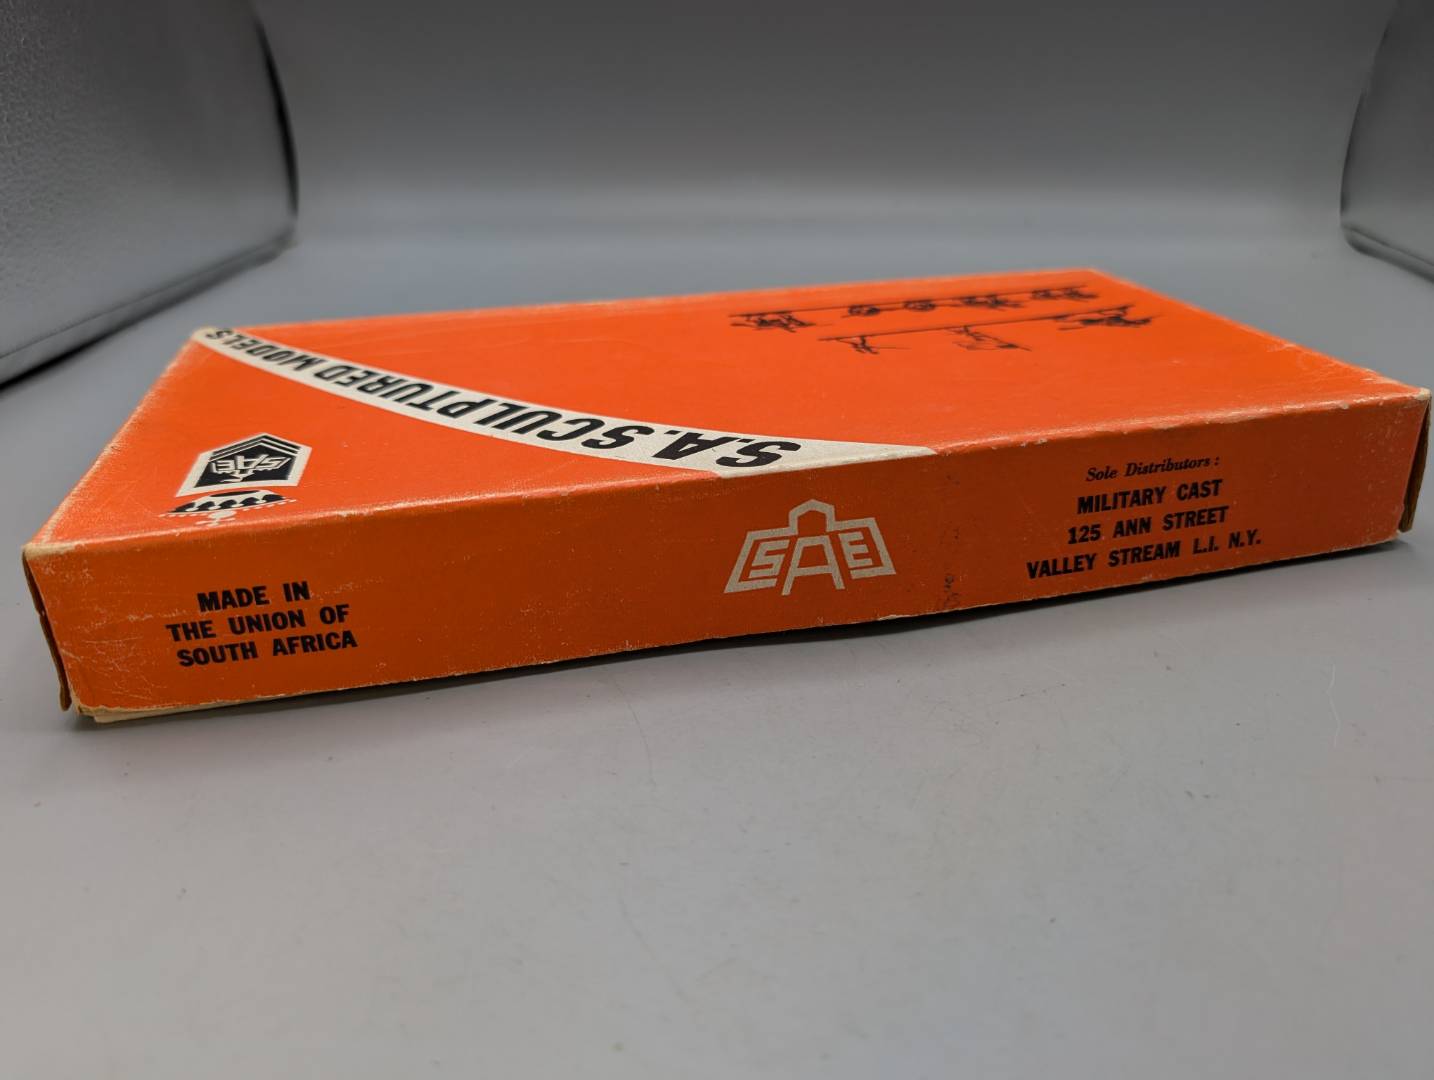 S.A. SCULPTURED MODELS
SAE
MADE IN
THE UNION OF
SOUTH AFRICA
SAE
Sole Distributors :
MILITARY CAST
125 ANN STREET
VALLEY STREAM L.I. N.Y.